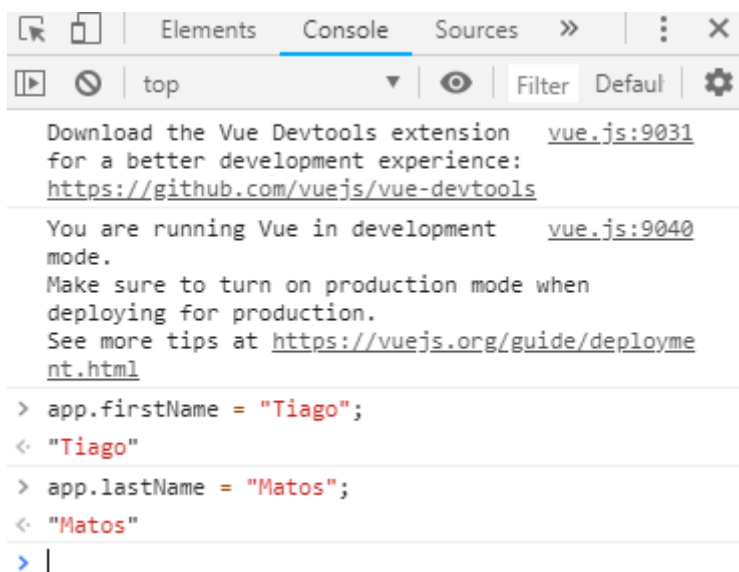 Elements Console Sources »
top ▼ Filter Defaul
Download the Vue Devtools extension vue.js:9031
for a better development experience:
https://github.com/vuejs/vue-devtools
You are running Vue in development vue.js:9040
mode.
Make sure to turn on production mode when
deploying for production.
See more tips at https://vuejs.org/guide/deployme
nt.html
> app.firstName = "Tiago";
<· "Tiago"
> app.lastName = "Matos";
<· "Matos"
>